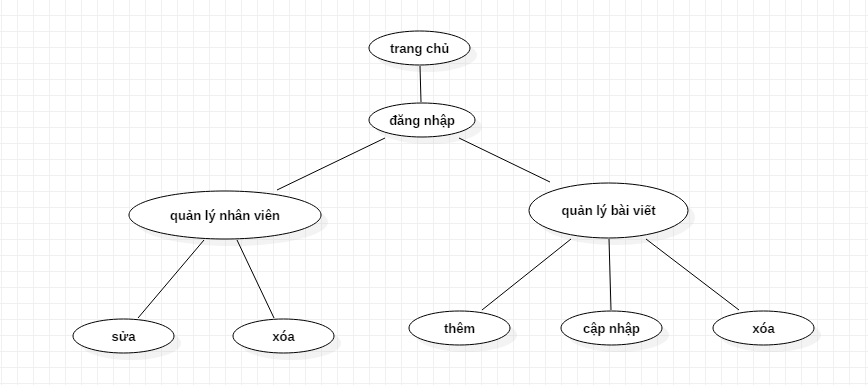 trang chủ
đăng nhập
quản lý nhân viên
quản lý bài viết
sửa
xóa
thêm
cập nhập
xóa